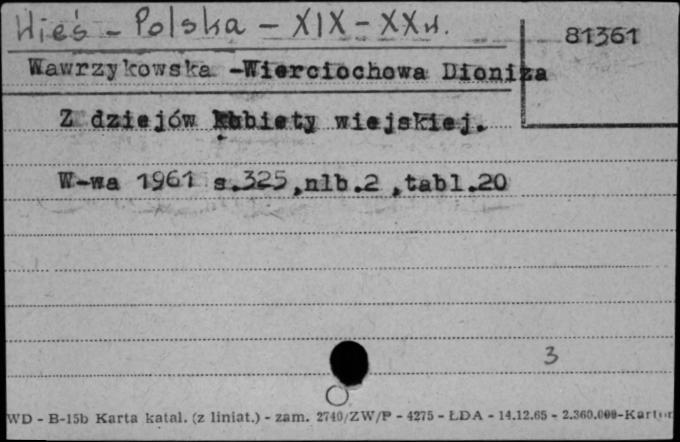 Wieś - Polska - XIX - XX w.
81361
Wawrzykowska -Wierciochowa Dioniza
Z dziejów kobiety wiejskiej.
W-wa 1961 s.325,nlb.2 ,tabl.20
3
WD - B-15b Karta katal. (z liniat.) - zam. 2740/ZW/P - 4275 - ŁDA - 14.12.65 - 2.360.000-Karton